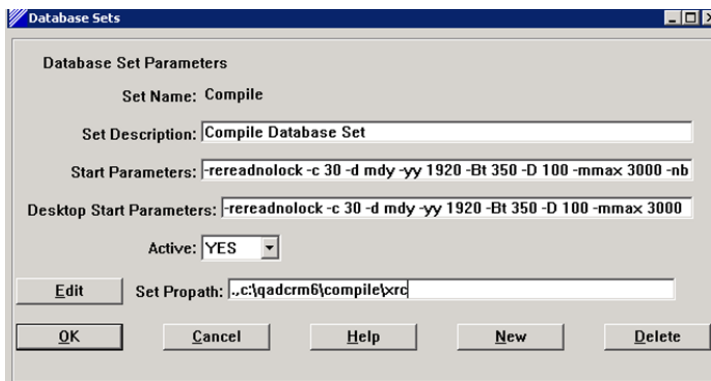 Database Sets
Database Set Parameters
Set Name: Compile
Set Description: Compile Database Set
Start Parameters: -rereadnolock -c 30 -d mdy -yy 1920 -Bt 350 -D 100 -mmax 3000 -nb
Desktop Start Parameters: -rereadnolock -c 30 -d mdy -yy 1920 -Bt 350 -D 100 -mmax 3000
Active: YES
Edit Set Propath: .,c:\qadcrm6\compile\xrc
OK Cancel Help New Delete